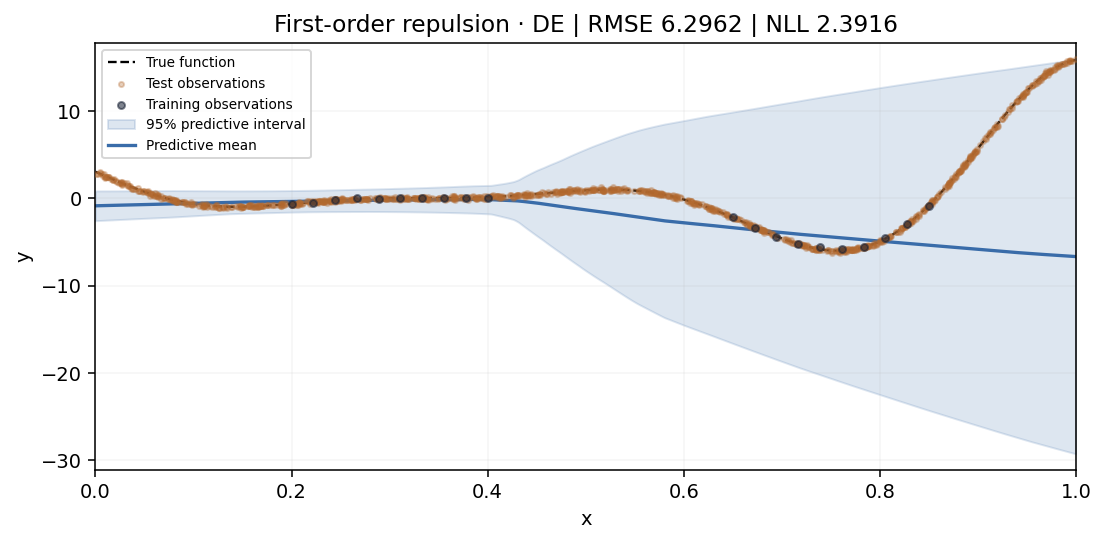 First-order repulsion · DE | RMSE 6.2962 | NLL 2.3916
True function
Test observations
Training observations
95% predictive interval
Predictive mean
y
10
0
−10
−20
−30
0.0 0.2 0.4 0.6 0.8 1.0
x